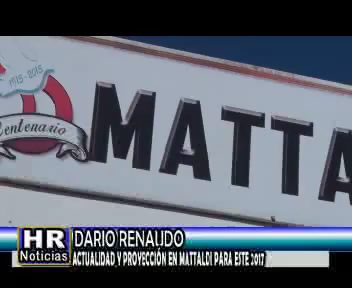 1915-2015
Centenario
MATTA
HR
Noticias
DARIO RENAUDO
ACTUALIDAD Y PROYECCIÓN EN MATTALDI PARA ESTE 2017